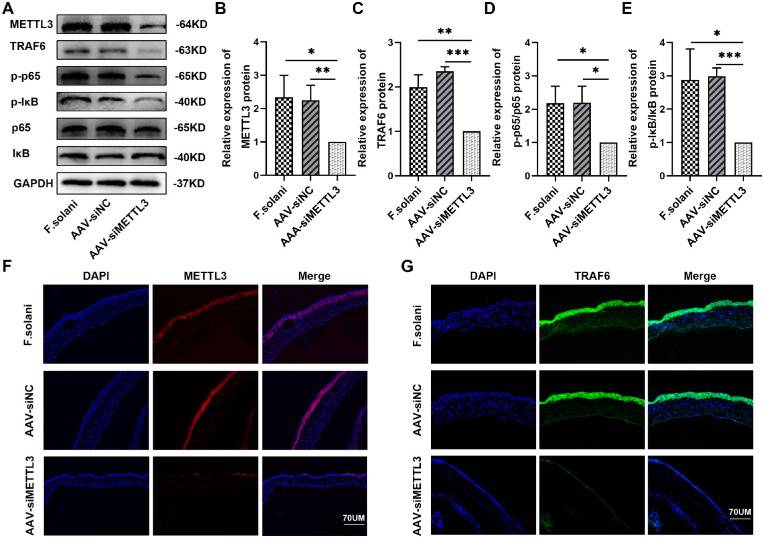 A
METTL3
-64KD
TRAF6
-63KD
p-p65
-65KD
p-IκB
-40KD
p65
-65KD
IκB
-40KD
GAPDH
-37KD
F.solani
AAV-siNC
AAV-siMETTL3
B
Relative expression of
METTL3 protein
4
3
2
1
0
*
**
F.solani
AAV-siNC
AAA-siMETTL3
C
Relative expression of
TRAF6 protein
3
2
1
0
**
***
F.solani
AAV-siNC
AAV-siMETTL3
D
Relative expression of
p-p65/p65 protein
4
3
2
1
0
*
*
F.solani
AAV-siNC
AAV-siMETTL3
E
Relative expression of
p-iκB/IκB protein
4
3
2
1
0
*
***
F.solani
AAV-siNC
AAV-siMETTL3
F
DAPI
METTL3
Merge
F.solani
AAV-siNC
AAV-siMETTL3
70UM
G
DAPI
TRAF6
Merge
F.solani
AAV-siNC
AAV-siMETTL3
70UM